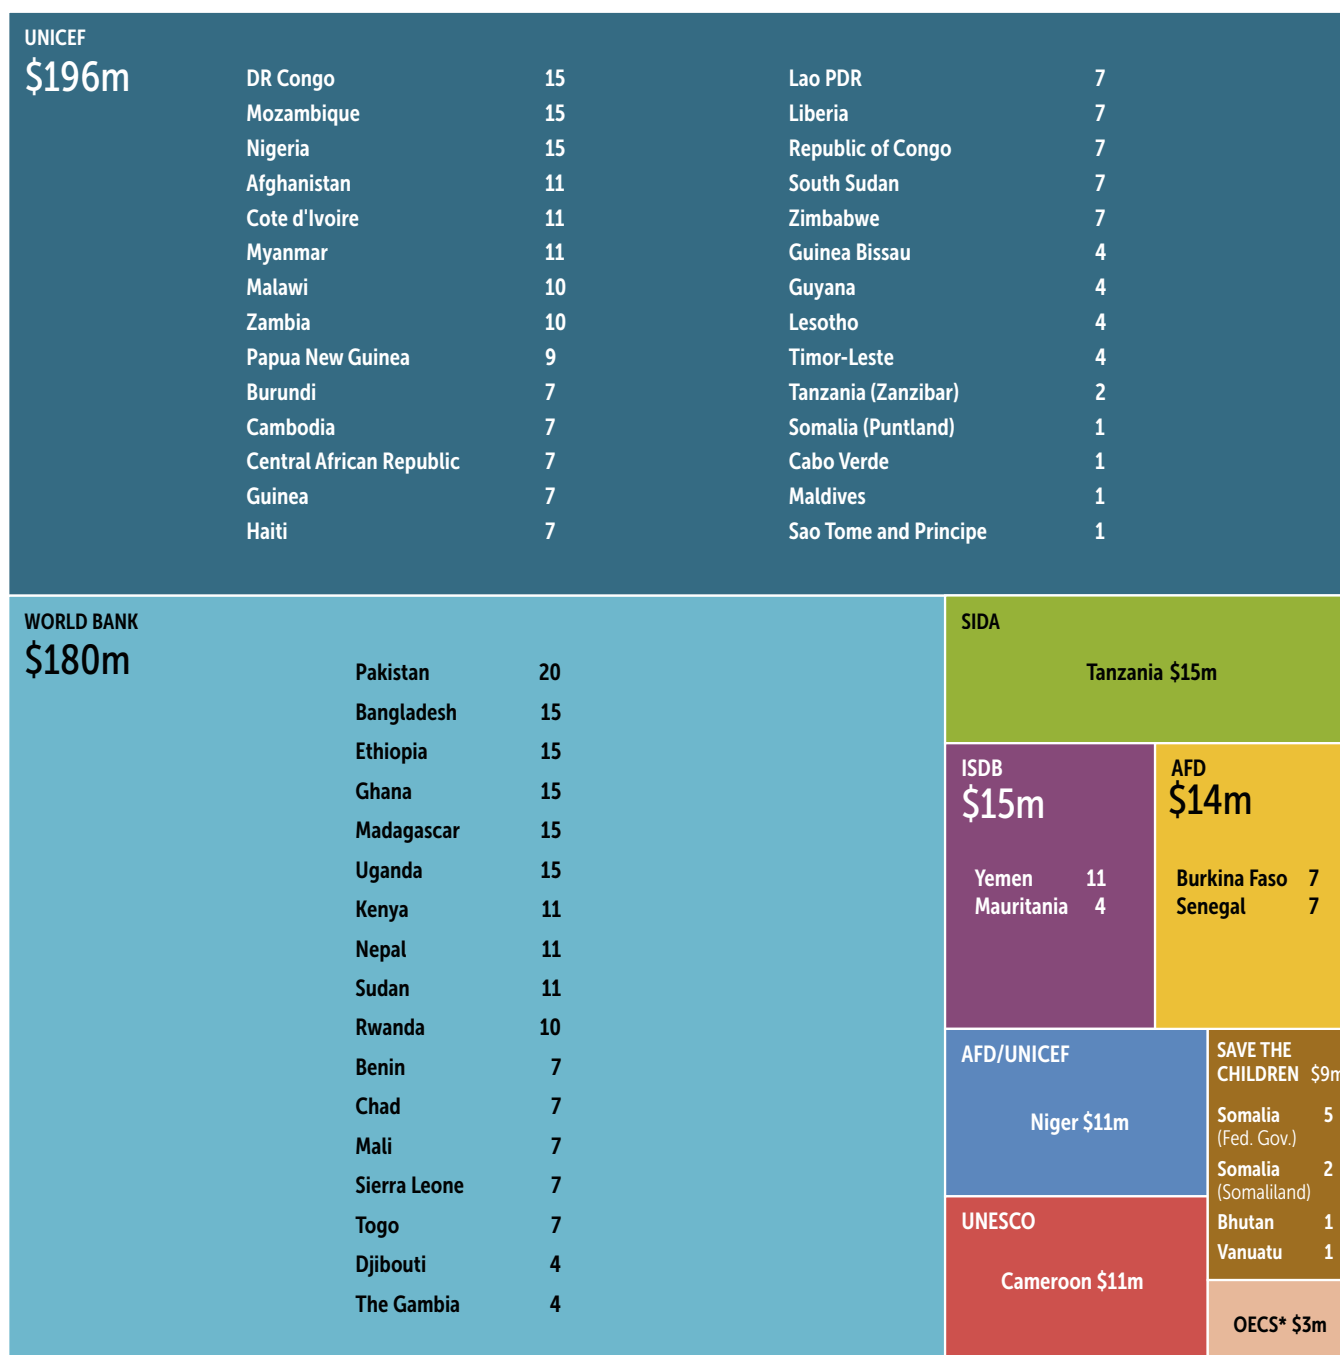 UNICEF
$196m
DR Congo 15
Mozambique 15
Nigeria 15
Afghanistan 11
Cote d'Ivoire 11
Myanmar 11
Malawi 10
Zambia 10
Papua New Guinea 9
Burundi 7
Cambodia 7
Central African Republic 7
Guinea 7
Haiti 7
Lao PDR 7
Liberia 7
Republic of Congo 7
South Sudan 7
Zimbabwe 7
Guinea Bissau 4
Guyana 4
Lesotho 4
Timor-Leste 4
Tanzania (Zanzibar) 2
Somalia (Puntland) 1
Cabo Verde 1
Maldives 1
Sao Tome and Principe 1
WORLD BANK
$180m
Pakistan 20
Bangladesh 15
Ethiopia 15
Ghana 15
Madagascar 15
Uganda 15
Kenya 11
Nepal 11
Sudan 11
Rwanda 10
Benin 7
Chad 7
Mali 7
Sierra Leone 7
Togo 7
Djibouti 4
The Gambia 4
SIDA
Tanzania $15m
ISDB
$15m
Yemen 11
Mauritania 4
AFD
$14m
Burkina Faso 7
Senegal 7
AFD/UNICEF
Niger $11m
SAVE THE
CHILDREN $9m
Somalia 5
(Fed. Gov.)
Somalia 2
(Somaliland)
Bhutan 1
Vanuatu 1
UNESCO
Cameroon $11m
OECS* $3m